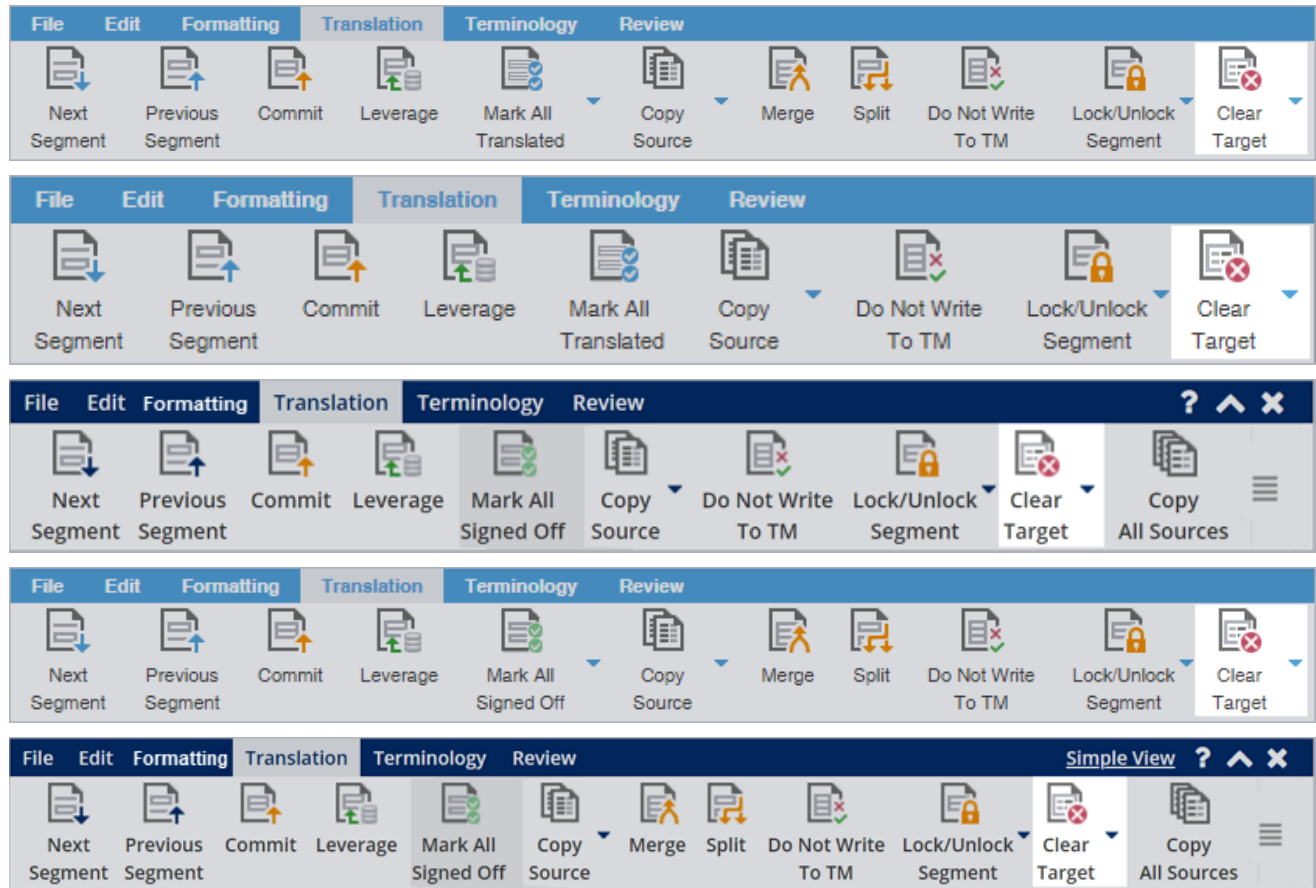 File Edit Formatting Translation Terminology Review
Next Previous Commit Leverage Mark All Copy Merge Split Do Not Write Lock/Unlock Clear
Segment Segment Translated Source To TM Segment Target
File Edit Formatting Translation Terminology Review
Next Previous Commit Leverage Mark All Copy Do Not Write Lock/Unlock Clear
Segment Segment Translated Source To TM Segment Target
File Edit Formatting Translation Terminology Review ?
Next Previous Commit Leverage Mark All Copy Do Not Write Lock/Unlock Clear Copy
Segment Segment Signed Off Source To TM Segment Target All Sources
File Edit Formatting Translation Terminology Review
Next Previous Commit Leverage Mark All Copy Merge Split Do Not Write Lock/Unlock Clear
Segment Segment Signed Off Source To TM Segment Target
File Edit Formatting Translation Terminology Review Simple View ?
Next Previous Commit Leverage Mark All Copy Merge Split Do Not Write Lock/Unlock Clear Copy
Segment Segment Signed Off Source To TM Segment Target All Sources